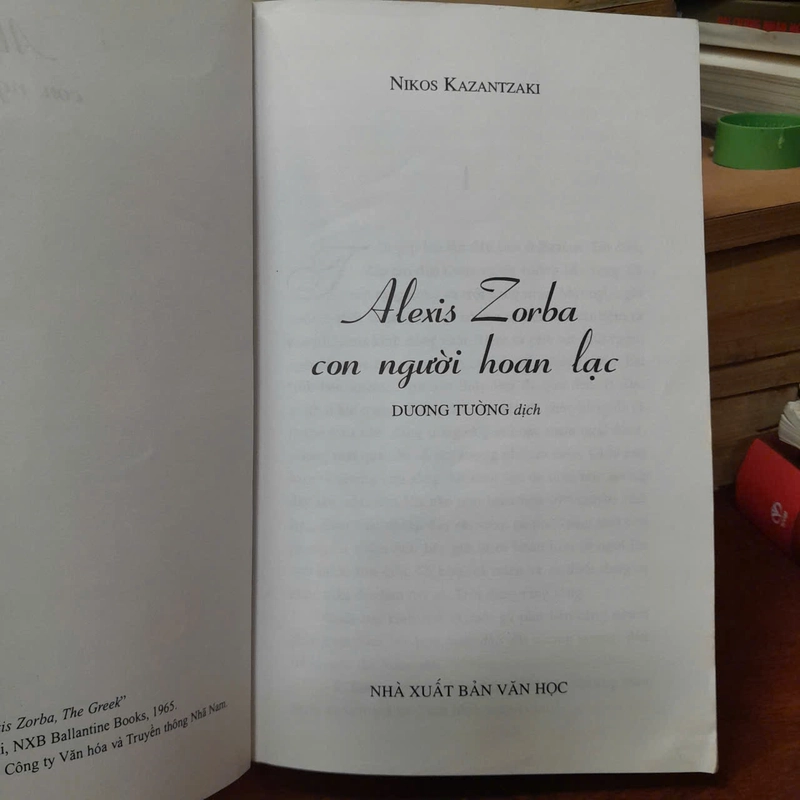 is Zorba, The Greek"
i, NXB Ballantine Books, 1965.
Công ty Văn hóa và Truyền thông Nhã Nam
NIKOS KAZANTZAKI
Alexis Zorba
con người hoan lạc
DƯƠNG TƯỜNG dịch
NHÀ XUẤT BẢN VĂN HỌC